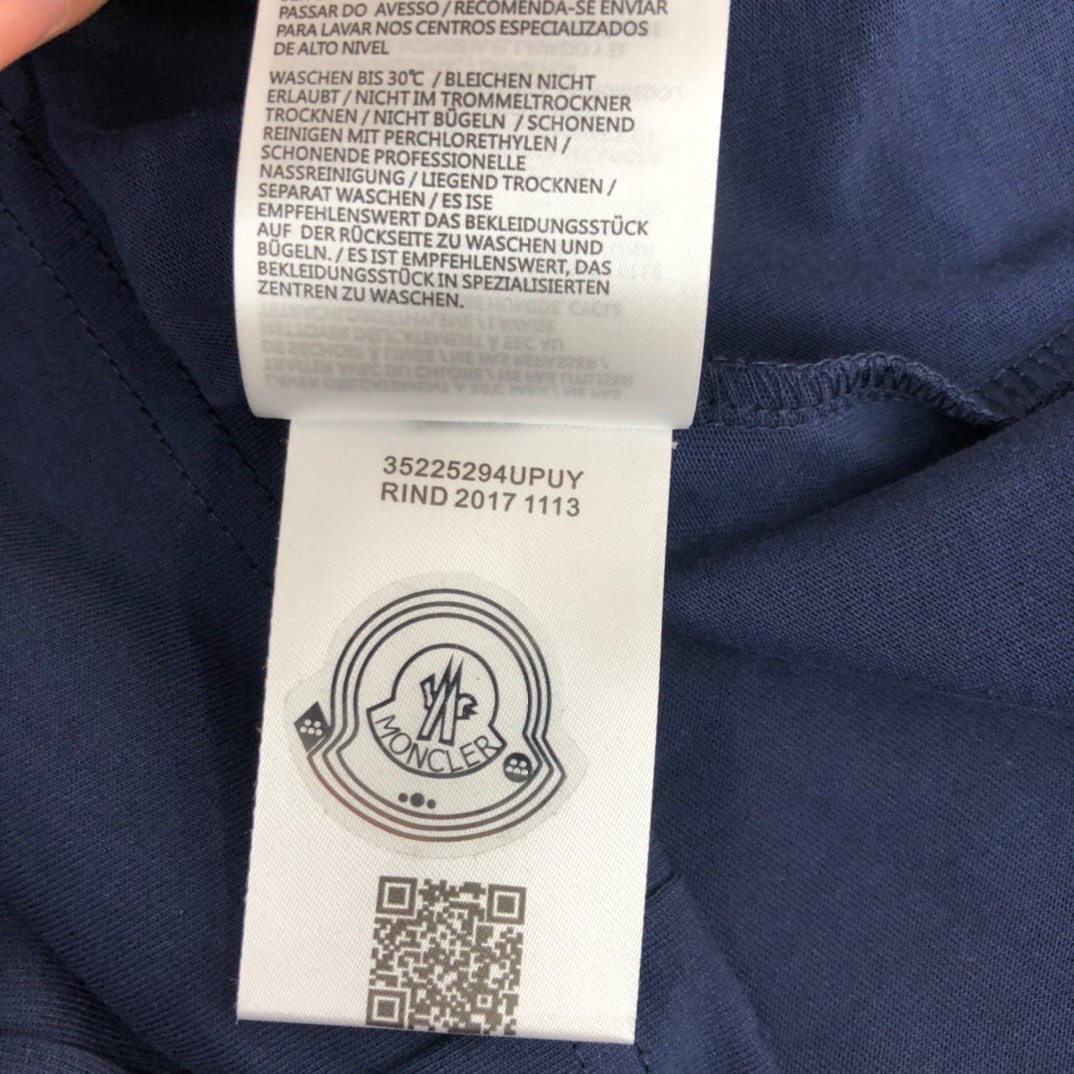 PASSAR DO AVESSO / RECOMENDA-SE ENVIAR
PARA LAVAR NOS CENTROS ESPECIALIZADOS
DE ALTO NIVEL
WASCHEN BIS 30℃ / BLEICHEN NICHT
ERLAUBT / NICHT IM TROMMELTROCKNER
TROCKNEN / NICHT BÜGELN / SCHONEND
REINIGEN MIT PERCHLORETHYLEN /
SCHONENDE PROFESSIONELLE
NASSREINIGUNG / LIEGEND TROCKNEN /
SEPARAT WASCHEN / ES ISE
EMPFEHLENSWERT DAS BEKLEIDUNGSSTÜCK
AUF DER RÜCKSEITE ZU WASCHEN UND
BÜGELN. / ES IST EMPFEHLENSWERT, DAS
BEKLEIDUNGSSTÜCK IN SPEZIALISIERTEN
ZENTREN ZU WASCHEN.
35225294UPUY
RIND 2017 1113
MONCLER